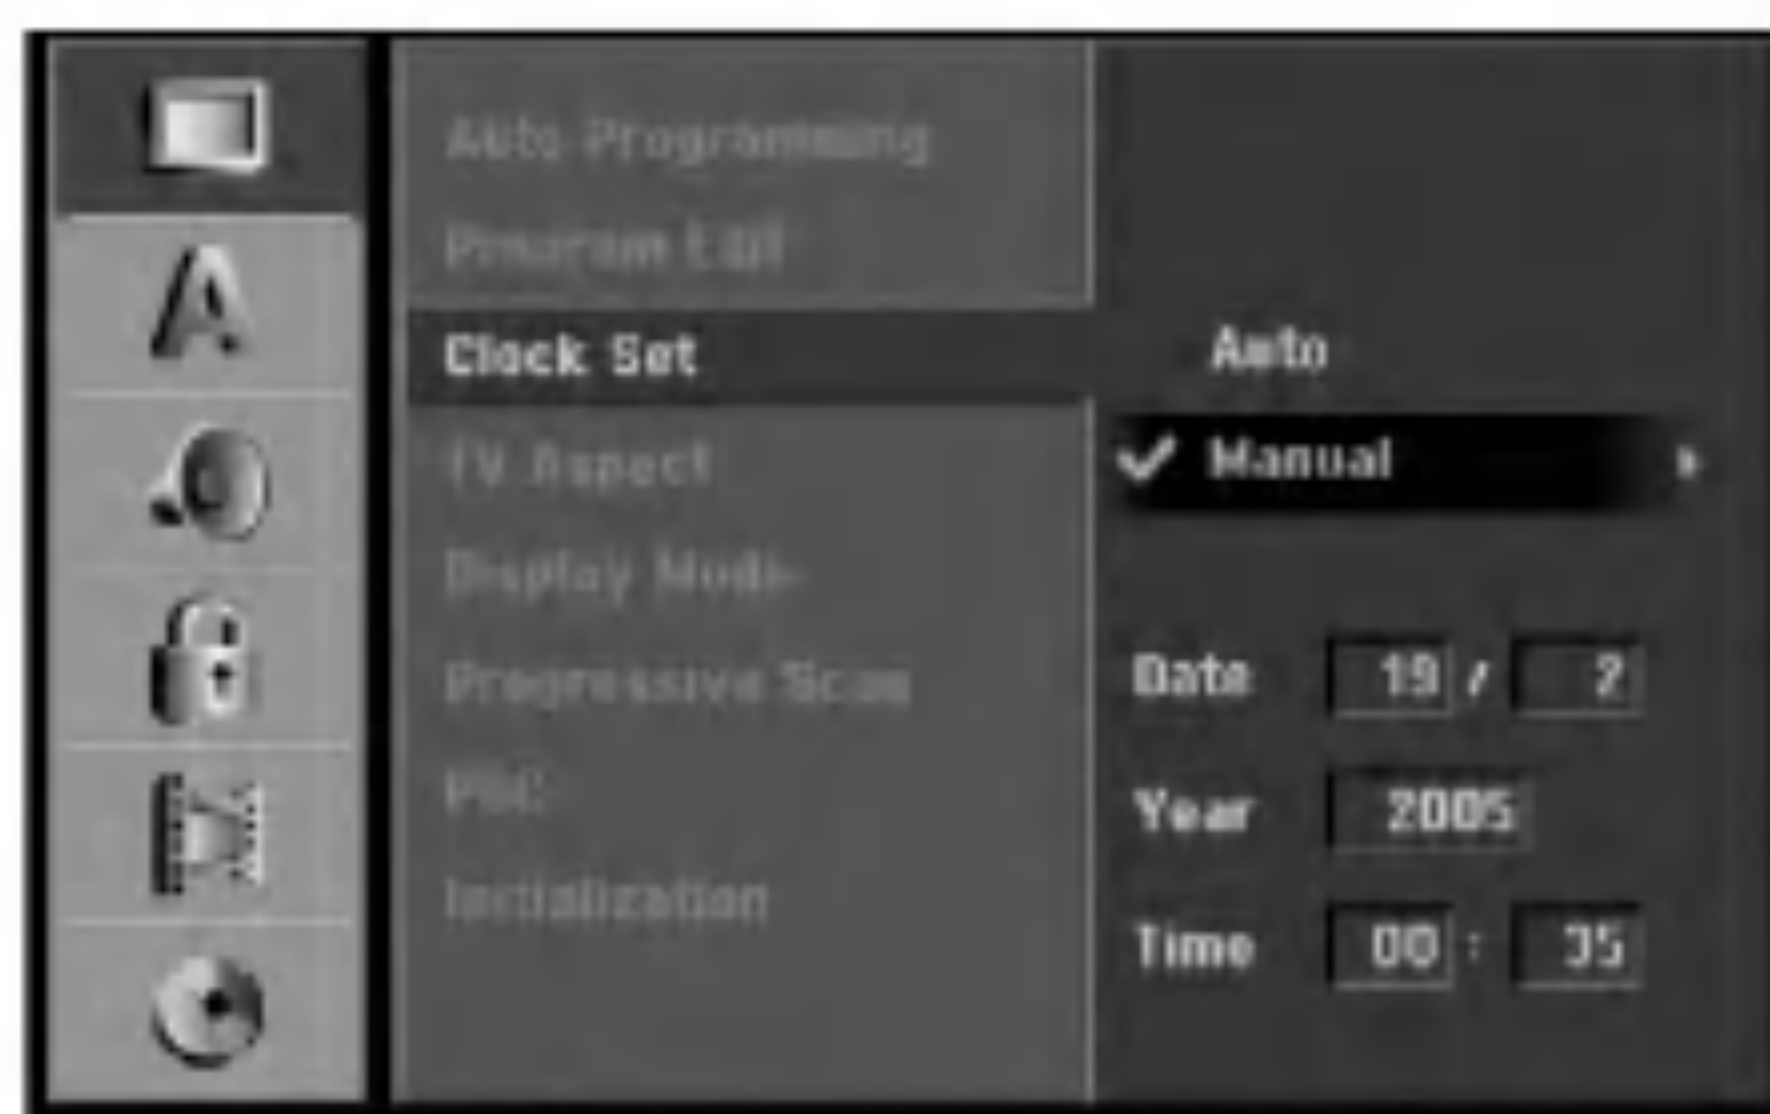 Auto Programming
Program Edit
Clock Set
TV Aspect
Display Mode
Progressive Scan
PBC
Initialization
Auto
Manual
Date 19 / 2
Year 2005
Time 00 : 35